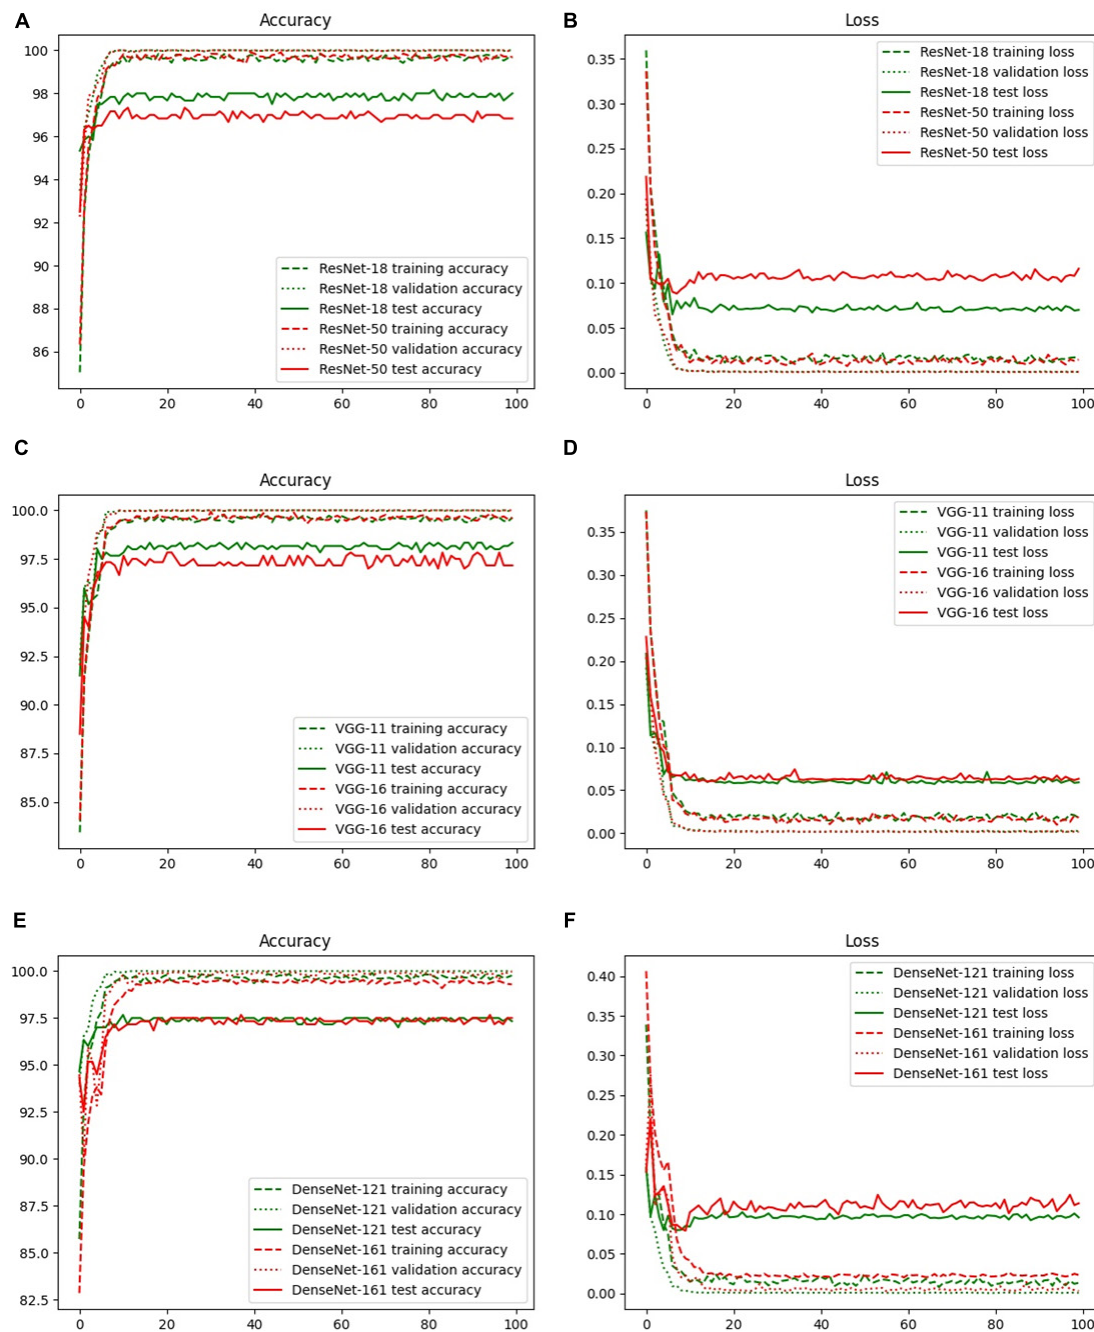 A
Accuracy
100
98
96
94
92
90
88
86
ResNet-18 training accuracy
ResNet-18 validation accuracy
ResNet-18 test accuracy
ResNet-50 training accuracy
ResNet-50 validation accuracy
ResNet-50 test accuracy
0 20 40 60 80 100
B
Loss
0.35
0.30
0.25
0.20
0.15
0.10
0.05
0.00
ResNet-18 training loss
ResNet-18 validation loss
ResNet-18 test loss
ResNet-50 training loss
ResNet-50 validation loss
ResNet-50 test loss
0 20 40 60 80 100
C
Accuracy
100.0
97.5
95.0
92.5
90.0
87.5
85.0
VGG-11 training accuracy
VGG-11 validation accuracy
VGG-11 test accuracy
VGG-16 training accuracy
VGG-16 validation accuracy
VGG-16 test accuracy
0 20 40 60 80 100
D
Loss
0.35
0.30
0.25
0.20
0.15
0.10
0.05
0.00
VGG-11 training loss
VGG-11 validation loss
VGG-11 test loss
VGG-16 training loss
VGG-16 validation loss
VGG-16 test loss
0 20 40 60 80 100
E
Accuracy
100.0
97.5
95.0
92.5
90.0
87.5
85.0
82.5
DenseNet-121 training accuracy
DenseNet-121 validation accuracy
DenseNet-121 test accuracy
DenseNet-161 training accuracy
DenseNet-161 validation accuracy
DenseNet-161 test accuracy
0 20 40 60 80 100
F
Loss
0.40
0.35
0.30
0.25
0.20
0.15
0.10
0.05
0.00
DenseNet-121 training loss
DenseNet-121 validation loss
DenseNet-121 test loss
DenseNet-161 training loss
DenseNet-161 validation loss
DenseNet-161 test loss
0 20 40 60 80 100